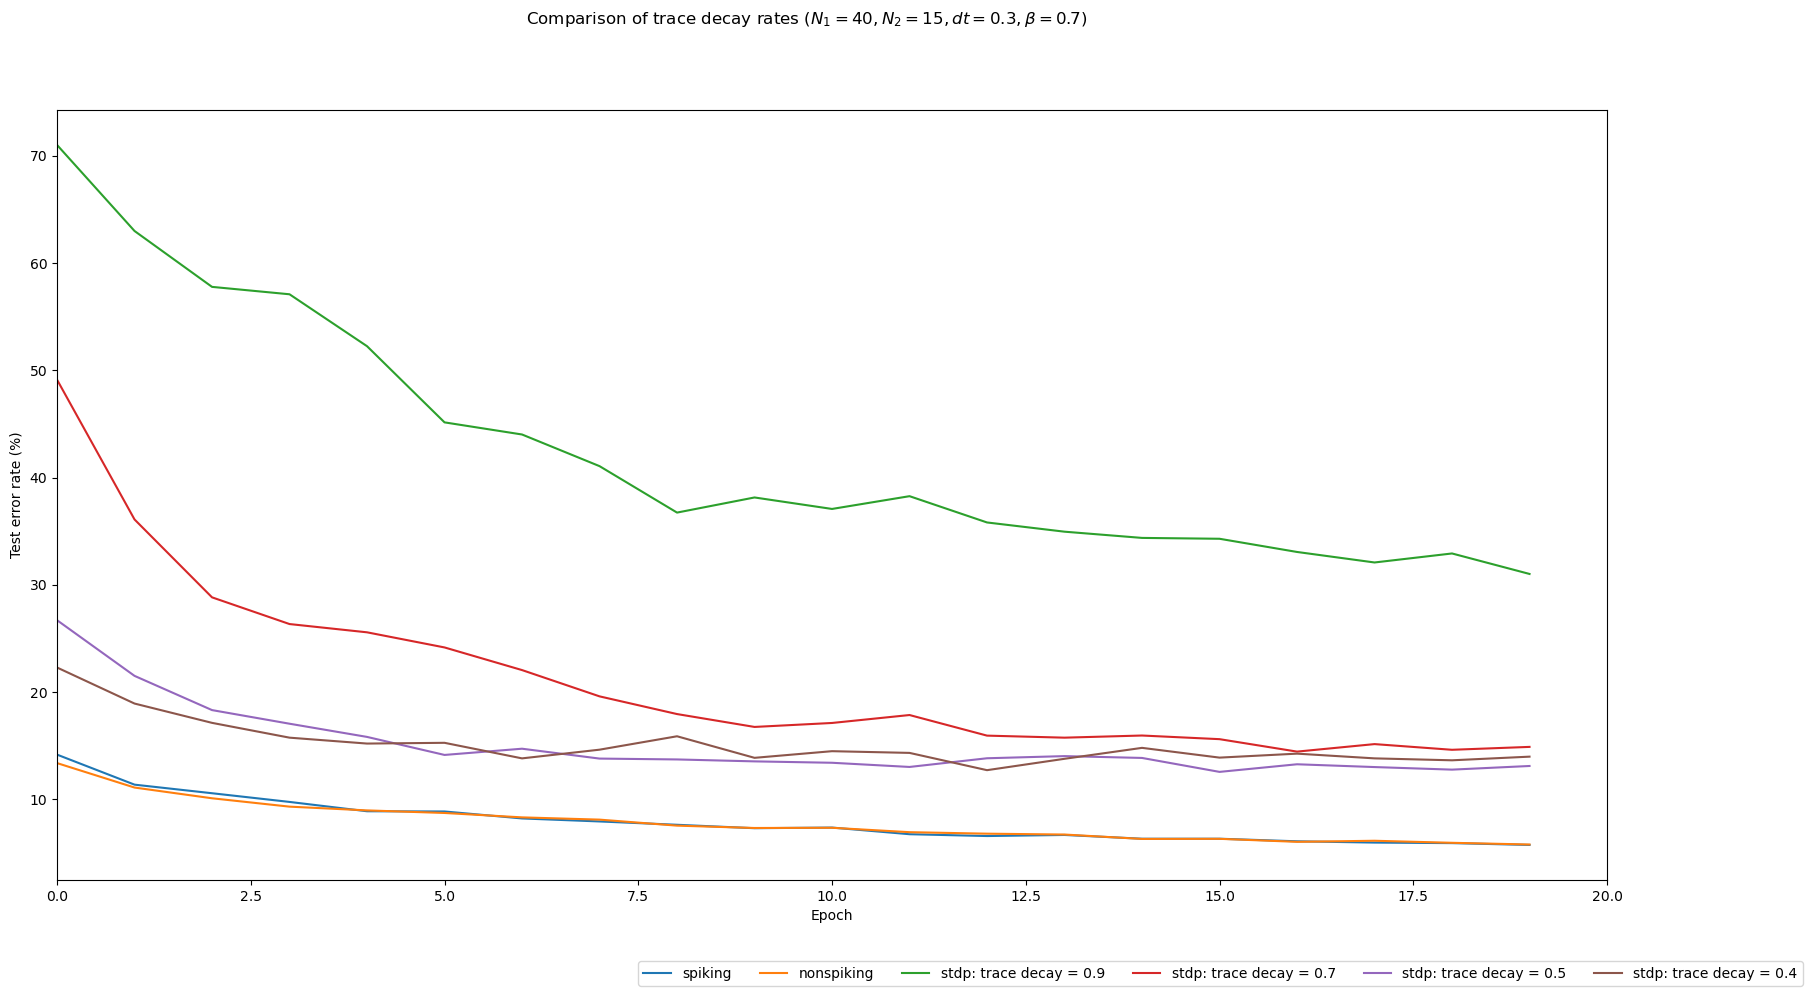 Comparison of trace decay rates (N₁ = 40, N₂ = 15, dt = 0.3, β = 0.7)
70
60
50
40
30
20
10
Test error rate (%)
0.0 2.5 5.0 7.5 10.0 12.5 15.0 17.5 20.0
Epoch
spiking nonspiking stdp: trace decay = 0.9 stdp: trace decay = 0.7 stdp: trace decay = 0.5 stdp: trace decay = 0.4